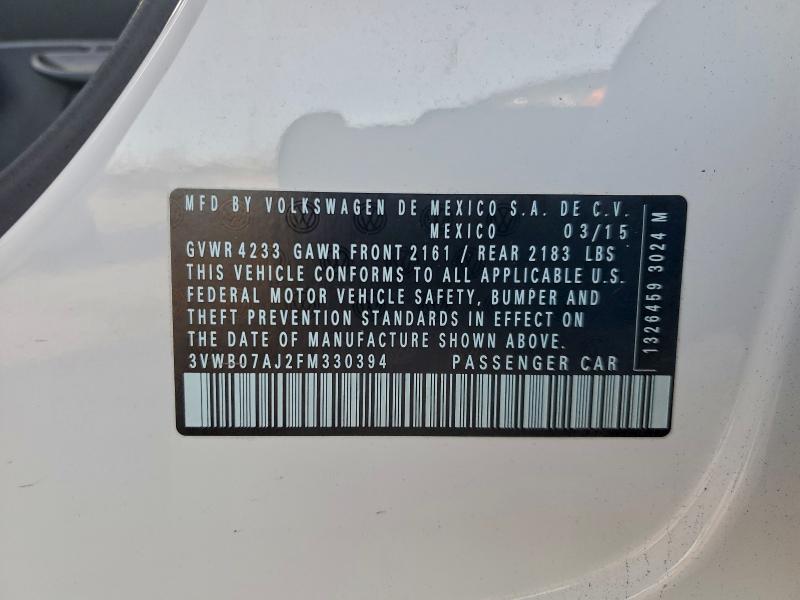 MFD BY VOLKSWAGEN DE MEXICO S.A. DE C.V.
MEXICO 03/15
GVWR 4233 GAWR FRONT 2161 / REAR 2183 LBS
THIS VEHICLE CONFORMS TO ALL APPLICABLE U.S.
FEDERAL MOTOR VEHICLE SAFETY, BUMPER AND
THEFT PREVENTION STANDARDS IN EFFECT ON
THE DATE OF MANUFACTURE SHOWN ABOVE.
3VWB07AJ2FM330394 PASSENGER CAR
1326459 3024 M